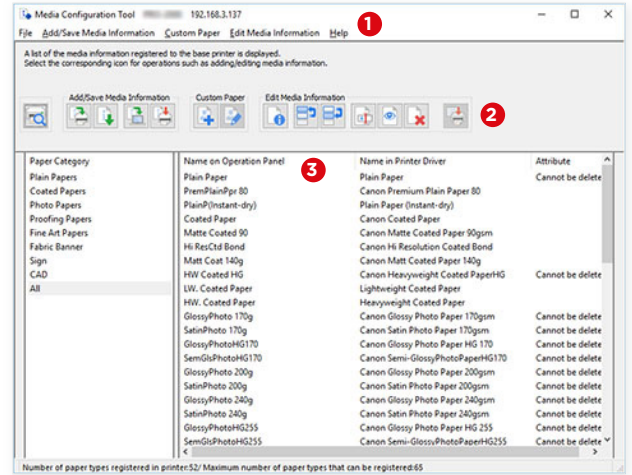 Media Configuration Tool 192.168.3.137
1
File Add/Save Media Information Custom Paper Edit Media Information Help
A list of the media information registered to the base printer is displayed.
Select the corresponding icon for operations such as adding/editing media information.
Add/Save Media Information Custom Paper Edit Media Information
2
Paper Category Name on Operation Panel Name in Printer Driver Attribute
3
Plain Papers Plain Paper Plain Paper Cannot be delete
Coated Papers PremPlainPpr 80 Canon Premium Plain Paper 80
Photo Papers PlainP(Instant-dry) Plain Paper (Instant-dry)
Proofing Papers Coated Paper Canon Coated Paper
Fine Art Papers Matte Coated 90 Canon Matte Coated Paper 90gsm
Fabric Banner Hi ResCtd Bond Canon Hi Resolution Coated Bond
Sign Matt Coat 140g Canon Matt Coated Paper 140g
CAD HW Coated HG Canon Heavyweight Coated PaperHG Cannot be delete
All LW. Coated Paper Lightweight Coated Paper
HW. Coated Paper Heavyweight Coated Paper
GlossyPhoto 170g Canon Glossy Photo Paper 170gsm Cannot be delete
SatinPhoto 170g Canon Satin Photo Paper 170gsm Cannot be delete
GlossyPhotoHG170 Canon Glossy Photo Paper HG 170 Cannot be delete
SemGlsPhotoHG170 Canon Semi-GlossyPhotoPaperHG170 Cannot be delete
GlossyPhoto 200g Canon Glossy Photo Paper 200gsm Cannot be delete
SatinPhoto 200g Canon Satin Photo Paper 200gsm Cannot be delete
GlossyPhoto 240g Canon Glossy Photo Paper 240gsm Cannot be delete
SatinPhoto 240g Canon Satin Photo Paper 240gsm Cannot be delete
GlossyPhotoHG255 Canon Glossy Photo Paper HG 255 Cannot be delete
SemGlsPhotoHG255 Canon Semi-GlossyPhotoPaperHG255 Cannot be delete
Number of paper types registered in printer:52/ Maximum number of paper types that can be registered:65